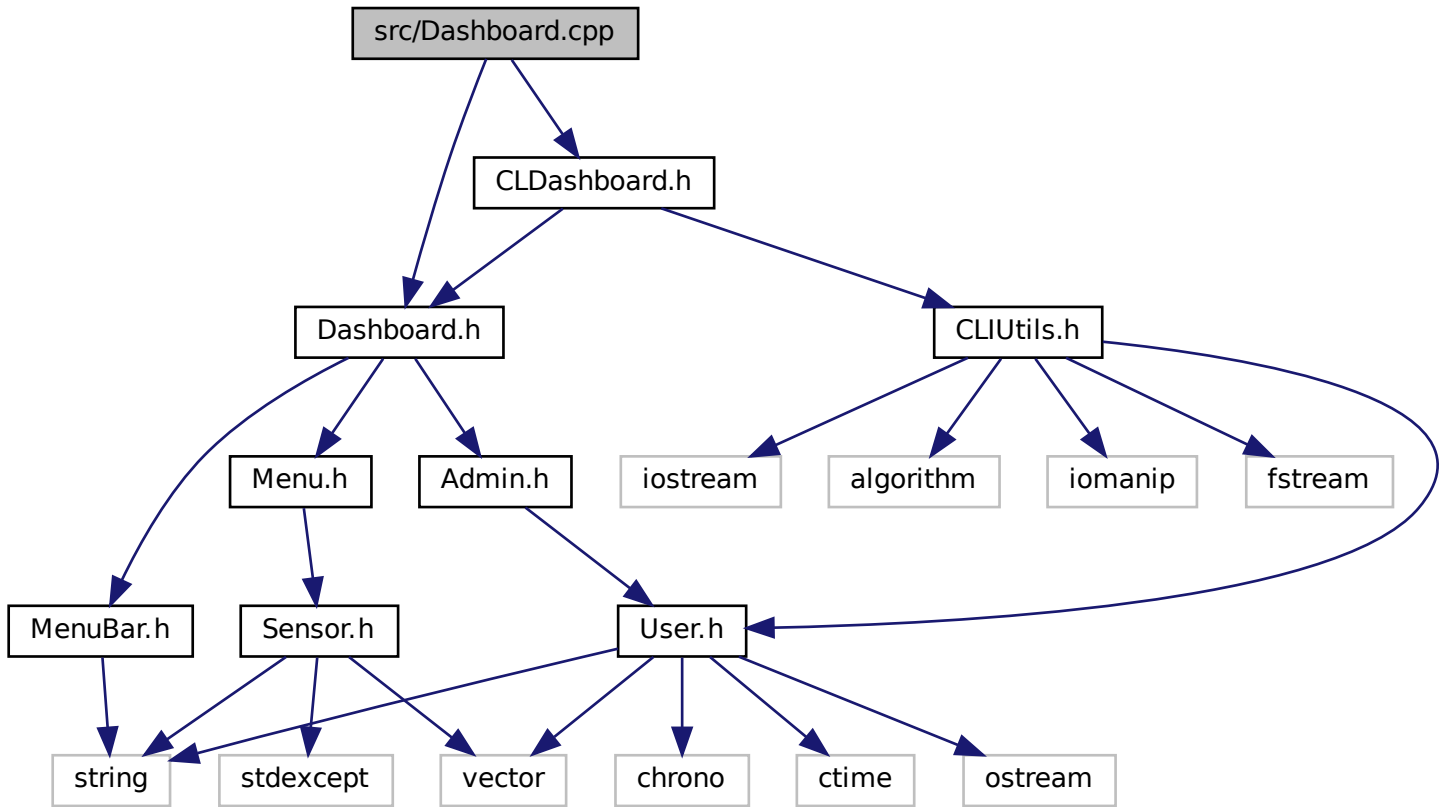 src/Dashboard.cpp
CLDashboard.h
Dashboard.h
CLIUtils.h
Menu.h
Admin.h
iostream
algorithm
iomanip
fstream
MenuBar.h
Sensor.h
User.h
string
stdexcept
vector
chrono
ctime
ostream